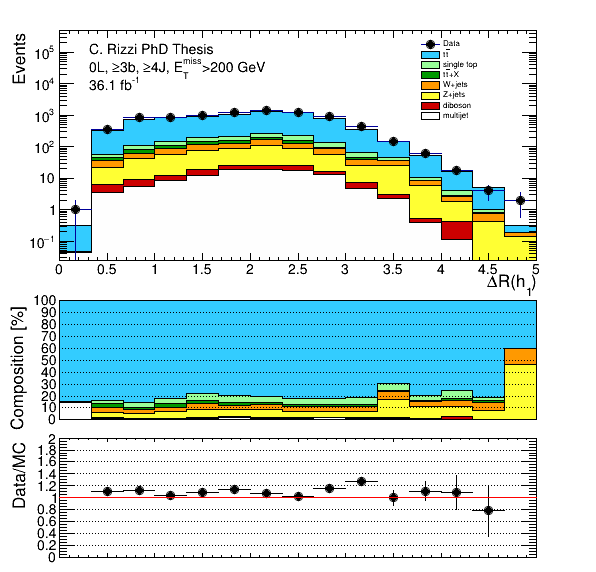 C. Rizzi PhD Thesis
0L, ≥3b, ≥4J, E_T^miss>200 GeV
36.1 fb⁻¹
Data
tt̄
single top
tt̄+X
W+jets
Z+jets
diboson
multijet
Events
10⁵
10⁴
10³
10²
10
1
10⁻¹
0 0.5 1 1.5 2 2.5 3 3.5 4 4.5 5
ΔR(h₁)
Composition [%]
100
90
80
70
60
50
40
30
20
10
0
Data/MC
2
1.8
1.6
1.4
1.2
1
0.8
0.6
0.4
0.2
0